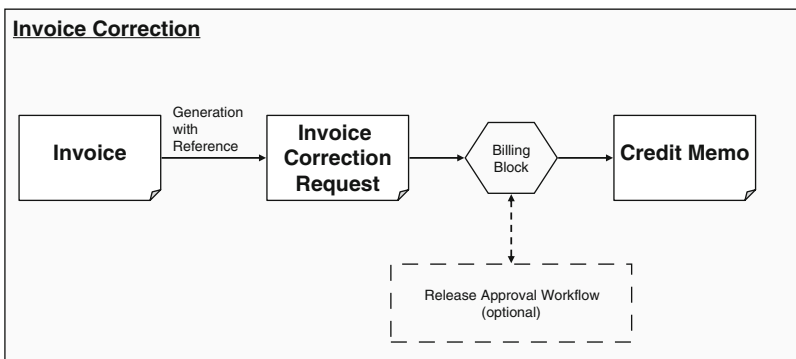 Invoice Correction
Generation
with
Reference
Invoice
Invoice
Correction
Request
Billing
Block
Credit Memo
Release Approval Workflow
(optional)